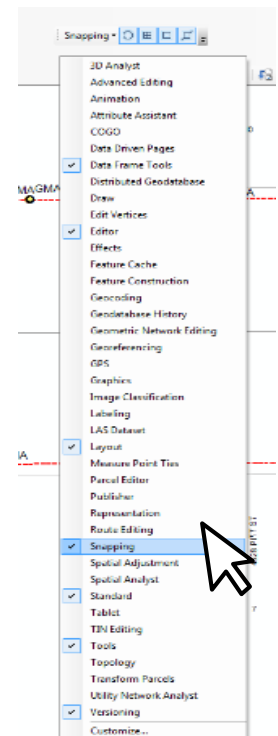 Snapping
3D Analyst
Advanced Editing
Animation
Attribute Assistant
COGO
Data Driven Pages
Data Frame Tools
Distributed Geodatabase
Draw
Edit Vertices
Editor
Effects
Feature Cache
Feature Construction
Geocoding
Geodatabase History
Geometric Network Editing
Georeferencing
GPS
Graphics
Image Classification
Labeling
LAS Dataset
Layout
Measure Point Ties
Parcel Editor
Publisher
Representation
Route Editing
Snapping
Spatial Adjustment
Spatial Analyst
Standard
Tablet
TIN Editing
Tools
Topology
Transform Parcels
Utility Network Analyst
Versioning
Customize...